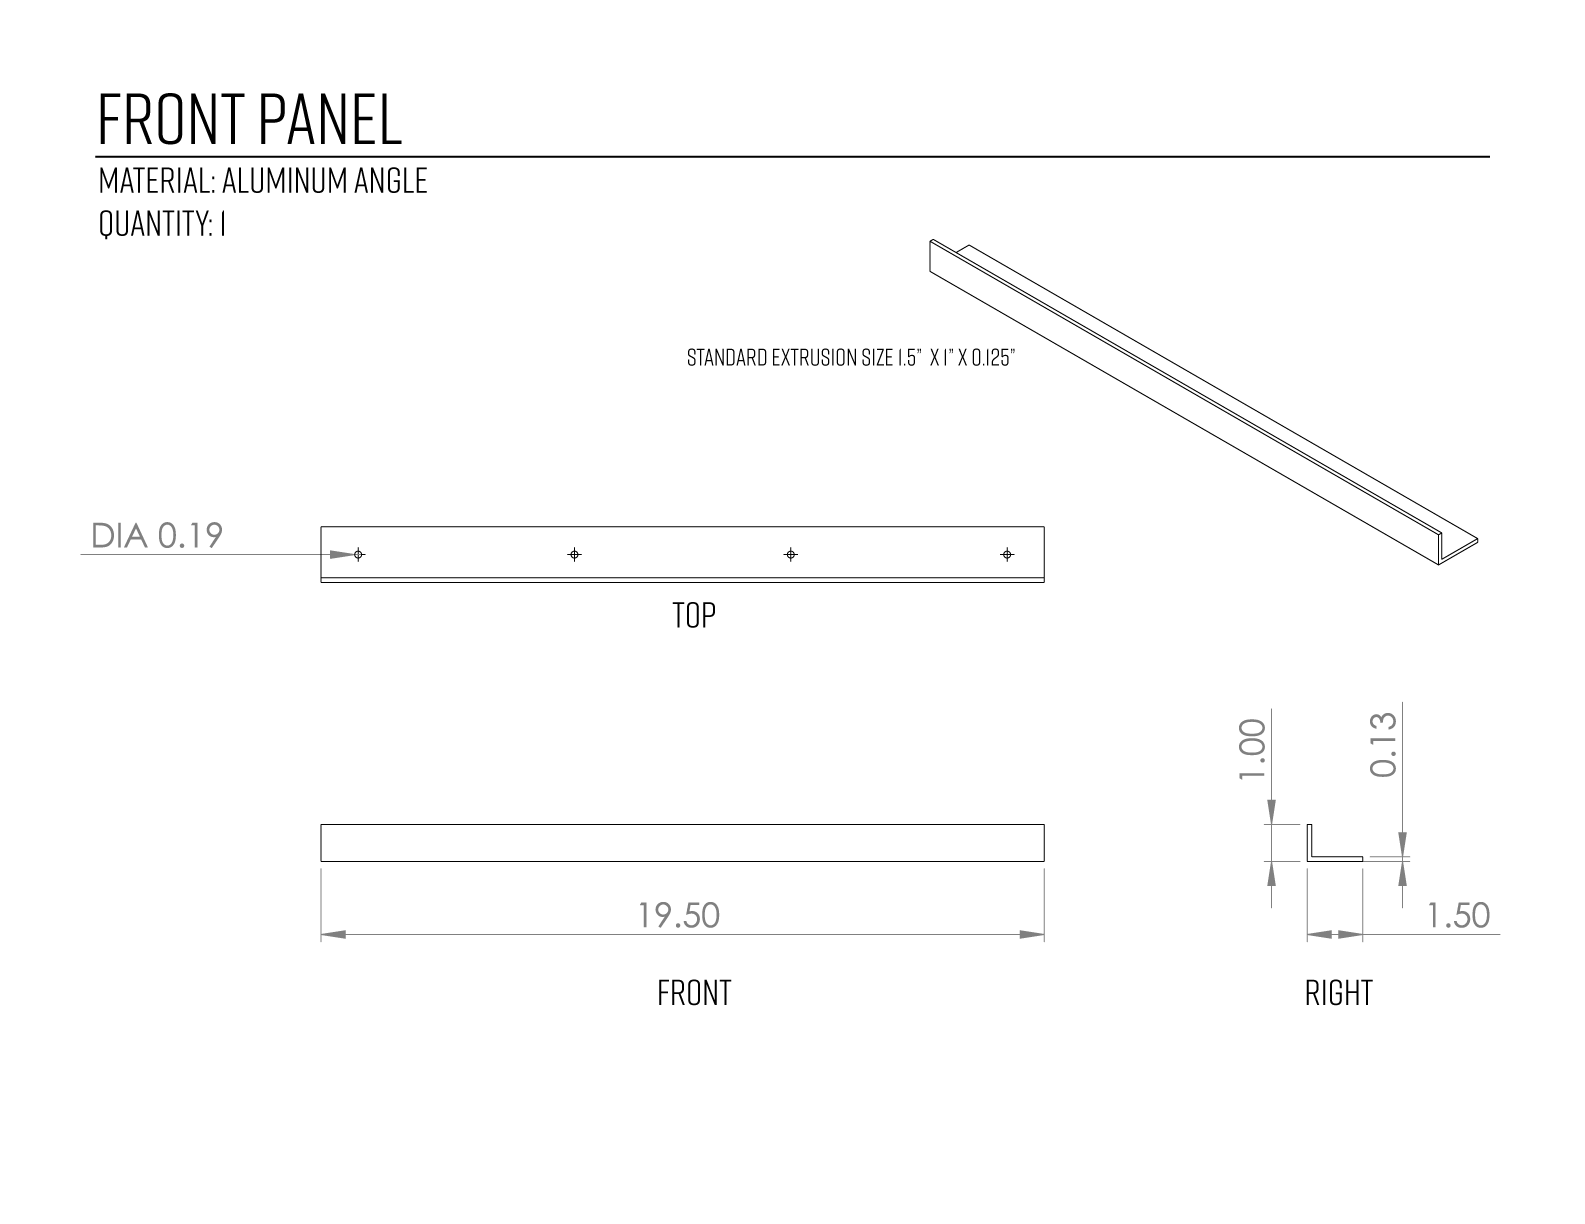 FRONT PANEL
MATERIAL: ALUMINUM ANGLE
QUANTITY: 1
STANDARD EXTRUSION SIZE 1.5” X 1” X 0.125”
DIA 0.19
TOP
1.00
0.13
19.50
1.50
FRONT
RIGHT